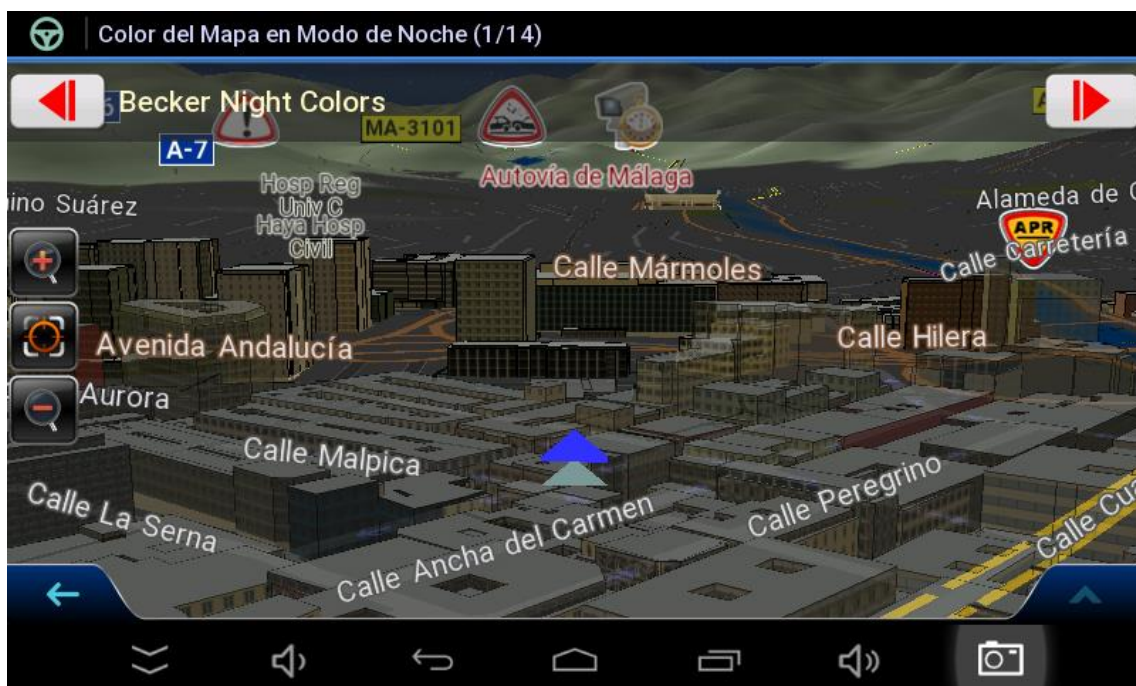 Color del Mapa en Modo de Noche (1/14)
Becker Night Colors
MA-3101
A-7
Autovía de Málaga
Hosp Reg
Univ C
Haya Hosp
Civil
ino Suárez
Alameda de
APR
Calle Carretería
Calle Mármoles
Avenida Andalucía
Calle Hilera
Aurora
Calle Malpica
Calle Peregrino
Calle La Serna
Calle Ancha del Carmen
Calle Cua